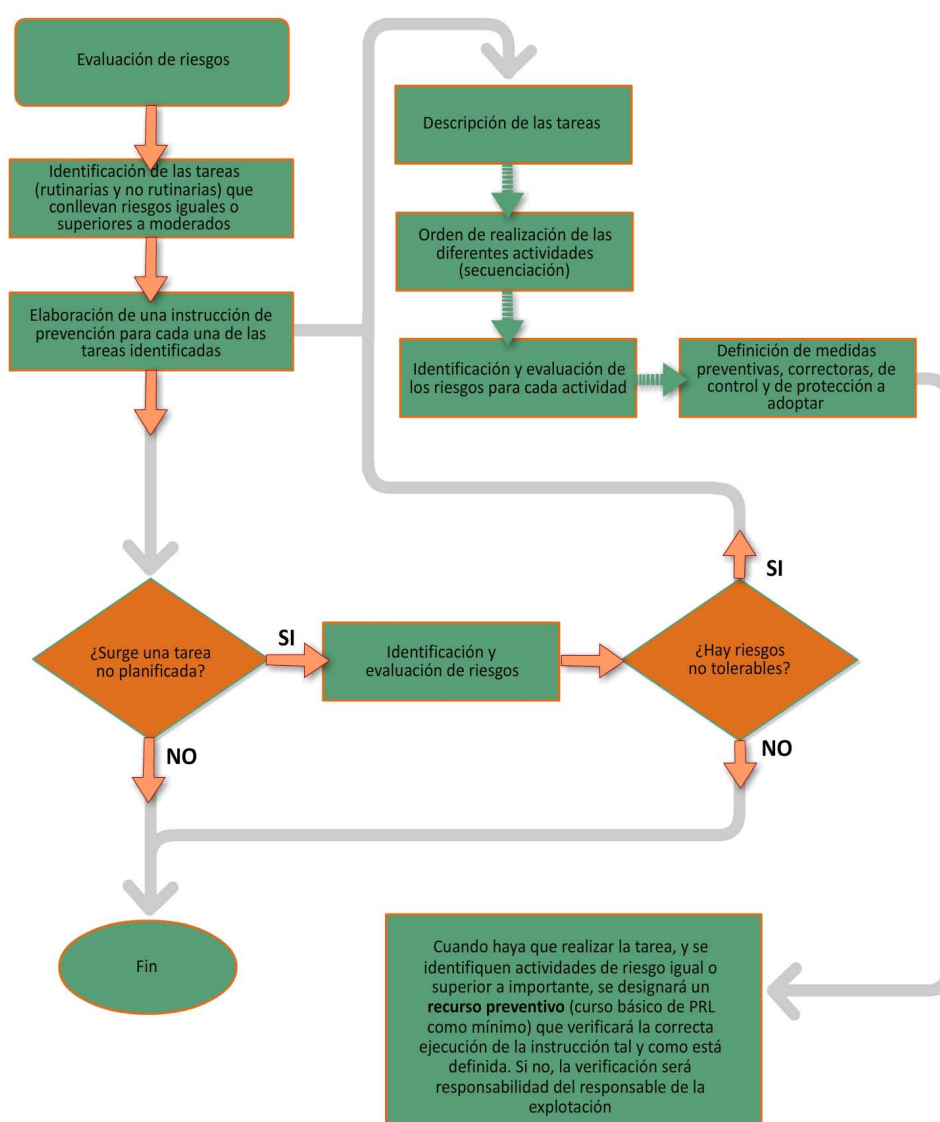 Evaluación de riesgos
Identificación de las tareas
(rutinarias y no rutinarias) que
conllevan riesgos iguales o
superiores a moderados
Elaboración de una instrucción de
prevención para cada una de las
tareas identificadas
Descripción de las tareas
Orden de realización de las
diferentes actividades
(secuenciación)
Identificación y evaluación de
los riesgos para cada actividad
Definición de medidas
preventivas, correctoras, de
control y de protección a
adoptar
¿Surge una tarea
no planificada?
SI
Identificación y
evaluación de riesgos
¿Hay riesgos
no tolerables?
SI
NO
NO
Fin
Cuando haya que realizar la tarea, y se
identifiquen actividades de riesgo igual o
superior a importante, se designará un
recurso preventivo (curso básico de PRL
como mínimo) que verificará la correcta
ejecución de la instrucción tal y como está
definida. Si no, la verificación será
responsabilidad del responsable de la
explotación